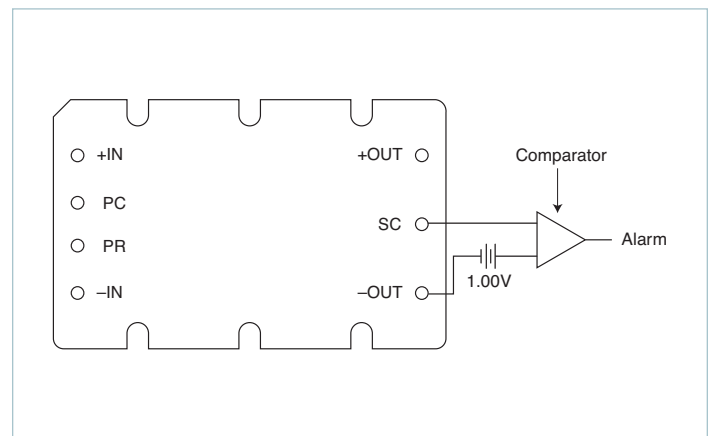 +IN
PC
PR
–IN
+OUT
SC
–OUT
1.00V
Comparator
Alarm